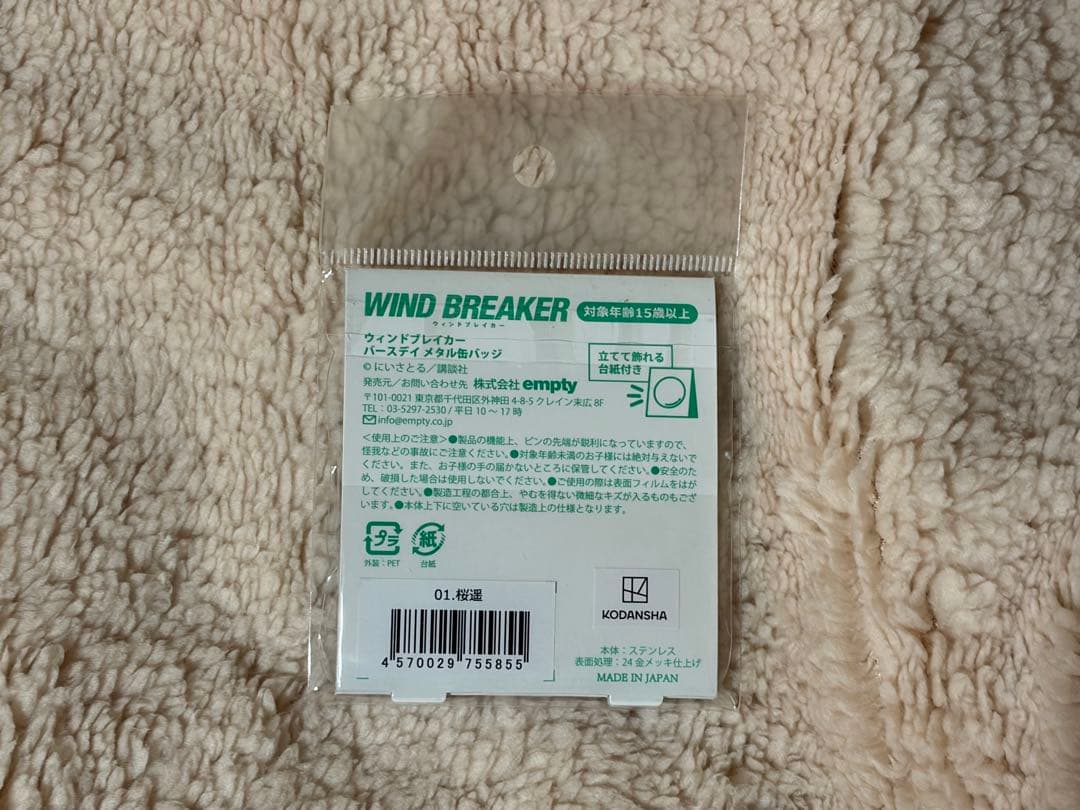 WIND BREAKER 対象年齢15歳以上
ウィンドブレイカー
ウィンドブレイカー
バースデイ メタル缶バッジ
立てて飾れる
台紙付き
© にいさとる／講談社
発売元／お問い合わせ先 株式会社empty
〒101-0021 東京都千代田区外神田 4-8-5 クレイン末広 8F
TEL：03-5297-2530 / 平日 10～17時
info@empty.co.jp
＜使用上のご注意＞●製品の機能上、ピンの先端が鋭利になっていますので、
怪我などの事故にご注意ください。●対象年齢未満のお子様には絶対与えないで
ください。また、お子様の手の届かないところに保管してください。●安全のた
め、破損した場合は使用しないでください。●ご使用の際は表面フィルムをはが
してください。●製造工程の都合上、やむを得ない微細なキズが入るものもござ
います。●本体上下に空いている穴は製造上の仕様となります。
プラ 紙
外装：PET 台紙
01.桜遥
4 570029 755855
KODANSHA
本体：ステンレス
表面処理：24金メッキ仕上げ
MADE IN JAPAN